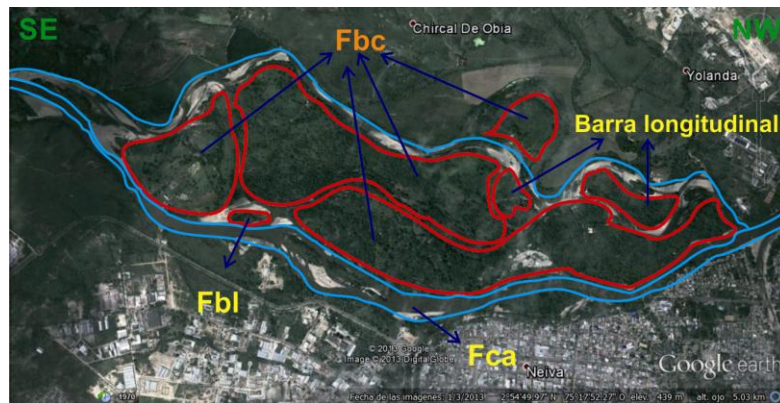 SE
NW
Fbc
Chircal De Obia
Yolanda
Barra longitudinal
Fbl
Fca
© 2013 Google
Image © 2013 DigitalGlobe
Neiva
Google earth
1970
Fecha de las imágenes: 1/3/2013 2°54'49.97" N 75°17'52.27" O elev. 439 m alt. ojo 5.03 km